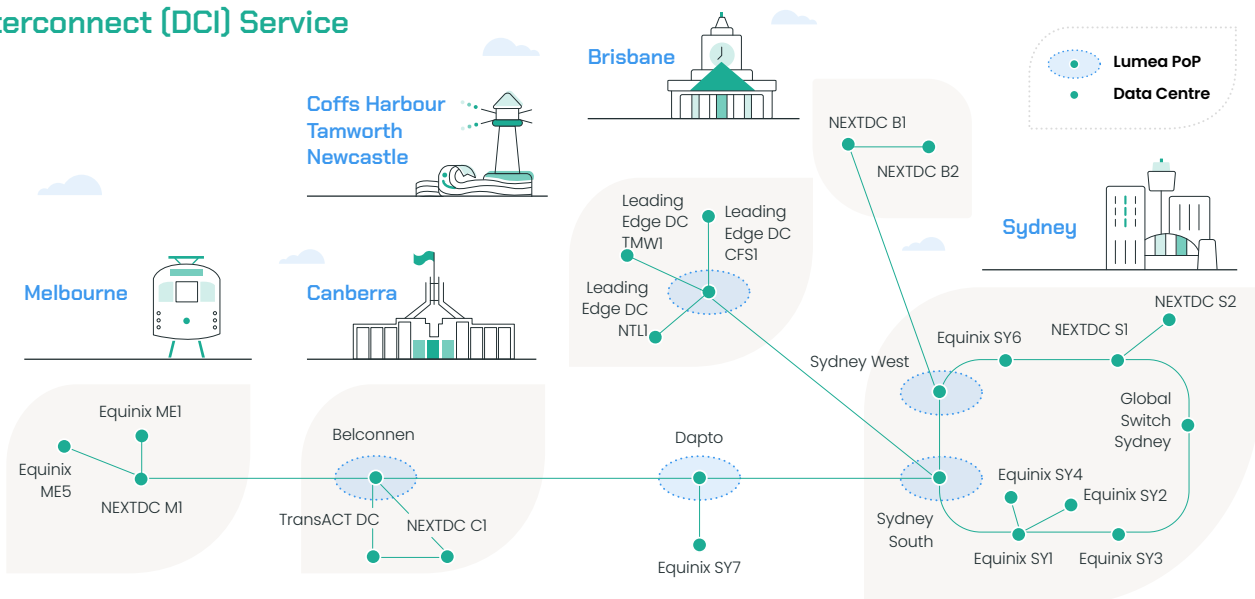 terconnect (DCI) Service
Brisbane
Lumea PoP
Data Centre
Coffs Harbour
Tamworth
Newcastle
NEXTDC B1
NEXTDC B2
Leading
Edge DC
TMW1
Leading
Edge DC
CFS1
Leading
Edge DC
NTL1
Sydney
Melbourne
Canberra
NEXTDC S2
NEXTDC S1
Equinix SY6
Sydney West
Global
Switch
Sydney
Equinix ME1
Equinix
ME5
NEXTDC M1
Belconnen
TransACT DC
NEXTDC C1
Dapto
Equinix SY7
Sydney
South
Equinix SY4
Equinix SY2
Equinix SY1
Equinix SY3